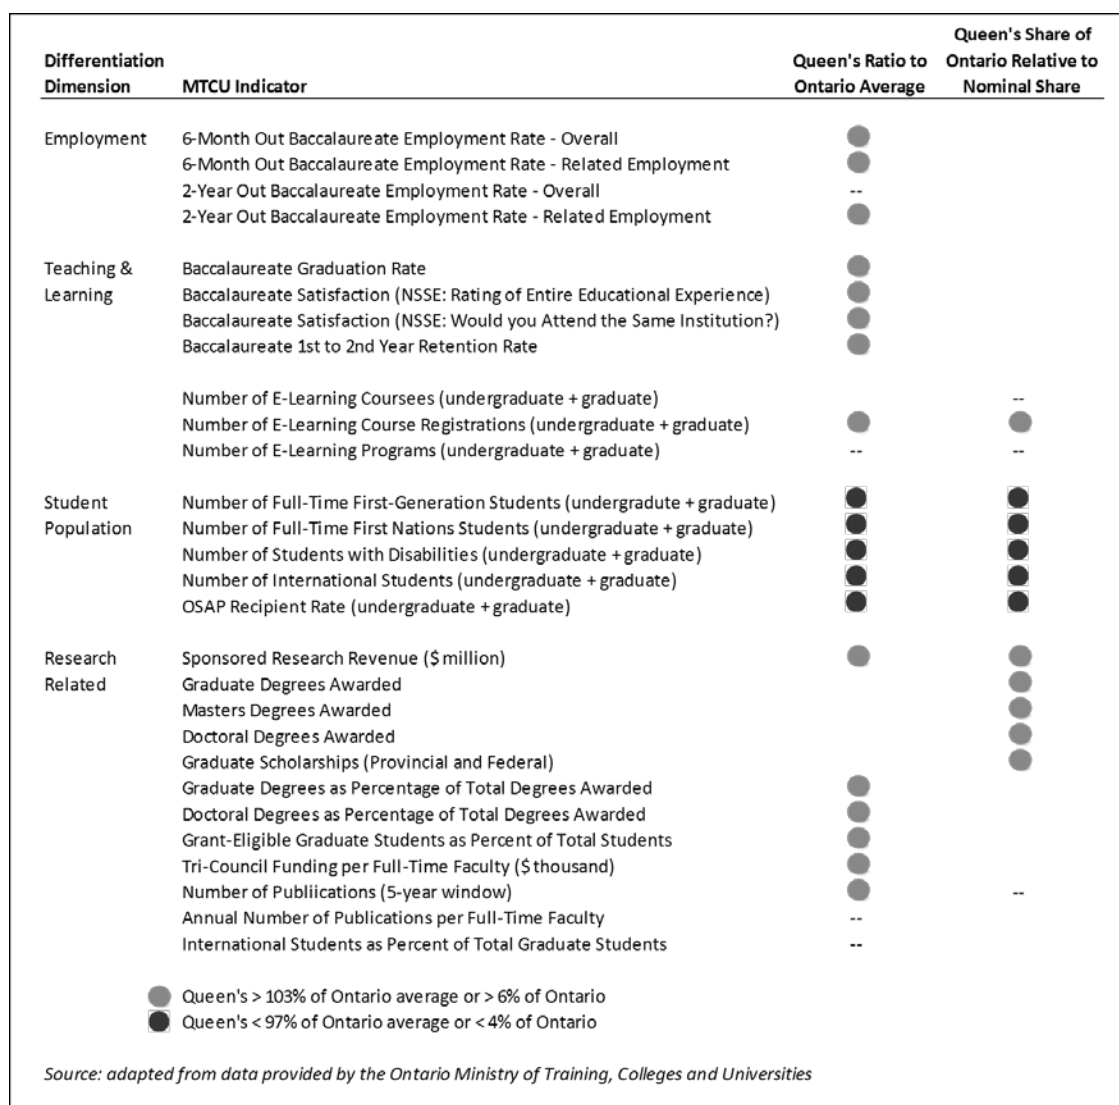 Differentiation Dimension MTCU Indicator Queen's Ratio to Ontario Average Queen's Share of Ontario Relative to Nominal Share
Employment 6-Month Out Baccalaureate Employment Rate - Overall
6-Month Out Baccalaureate Employment Rate - Related Employment
2-Year Out Baccalaureate Employment Rate - Overall --
2-Year Out Baccalaureate Employment Rate - Related Employment
Teaching & Baccalaureate Graduation Rate
Learning Baccalaureate Satisfaction (NSSE: Rating of Entire Educational Experience)
Baccalaureate Satisfaction (NSSE: Would you Attend the Same Institution?)
Baccalaureate 1st to 2nd Year Retention Rate
Number of E-Learning Coursees (undergraduate + graduate) --
Number of E-Learning Course Registrations (undergraduate + graduate)
Number of E-Learning Programs (undergraduate + graduate) -- --
Student Number of Full-Time First-Generation Students (undergradute + graduate)
Population Number of Full-Time First Nations Students (undergraduate + graduate)
Number of Students with Disabilities (undergraduate + graduate)
Number of International Students (undergraduate + graduate)
OSAP Recipient Rate (undergraduate + graduate)
Research Sponsored Research Revenue ($ million)
Related Graduate Degrees Awarded
Masters Degrees Awarded
Doctoral Degrees Awarded
Graduate Scholarships (Provincial and Federal)
Graduate Degrees as Percentage of Total Degrees Awarded
Doctoral Degrees as Percentage of Total Degrees Awarded
Grant-Eligible Graduate Students as Percent of Total Students
Tri-Council Funding per Full-Time Faculty ($ thousand)
Number of Publiications (5-year window) --
Annual Number of Publications per Full-Time Faculty --
International Students as Percent of Total Graduate Students --
Queen's > 103% of Ontario average or > 6% of Ontario
Queen's < 97% of Ontario average or < 4% of Ontario
Source: adapted from data provided by the Ontario Ministry of Training, Colleges and Universities